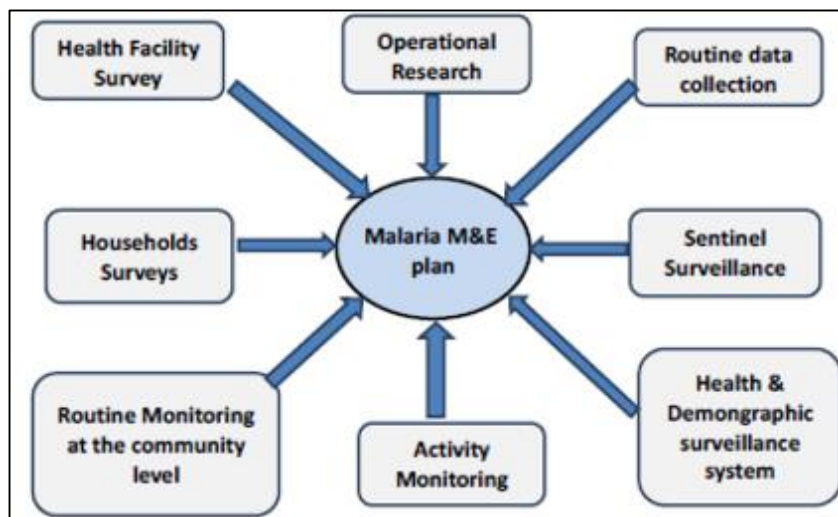 Health Facility
Survey
Operational
Research
Routine data
collection
Households
Surveys
Malaria M&E
plan
Sentinel
Surveillance
Routine Monitoring
at the community
level
Activity
Monitoring
Health &
Demongraphic
surveillance
system